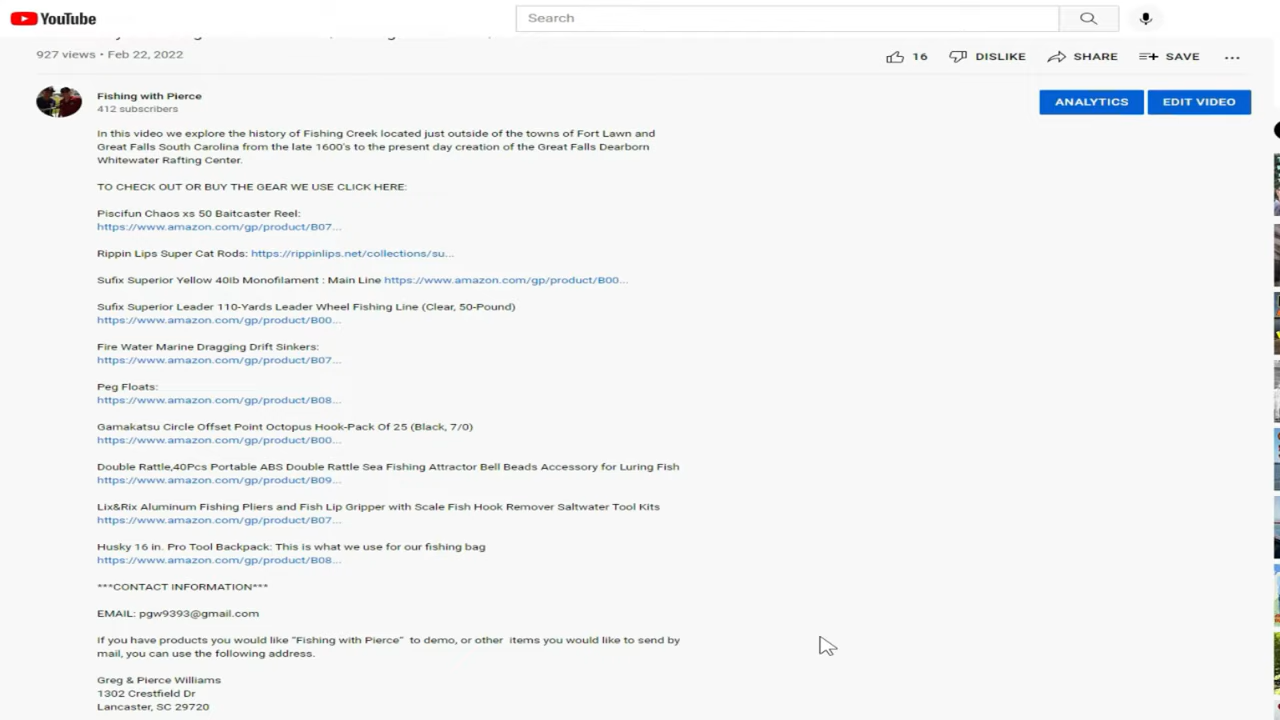 YouTube
Search
927 views • Feb 22, 2022
16
DISLIKE
SHARE
SAVE
Fishing with Pierce
412 subscribers
ANALYTICS
EDIT VIDEO
In this video we explore the history of Fishing Creek located just outside of the towns of Fort Lawn and
Great Falls South Carolina from the late 1600's to the present day creation of the Great Falls Dearborn
Whitewater Rafting Center.
TO CHECK OUT OR BUY THE GEAR WE USE CLICK HERE:
Piscifun Chaos xs 50 Baitcaster Reel:
https://www.amazon.com/gp/product/B07...
Rippin Lips Super Cat Rods: https://rippinlips.net/collections/su...
Sufix Superior Yellow 40lb Monofilament : Main Line https://www.amazon.com/gp/product/B00...
Sufix Superior Leader 110-Yards Leader Wheel Fishing Line (Clear, 50-Pound)
https://www.amazon.com/gp/product/B00...
Fire Water Marine Dragging Drift Sinkers:
https://www.amazon.com/gp/product/B07...
Peg Floats:
https://www.amazon.com/gp/product/B08...
Gamakatsu Circle Offset Point Octopus Hook-Pack Of 25 (Black, 7/0)
https://www.amazon.com/gp/product/B00...
Double Rattle,40Pcs Portable ABS Double Rattle Sea Fishing Attractor Bell Beads Accessory for Luring Fish
https://www.amazon.com/gp/product/B09...
Lix&Rix Aluminum Fishing Pliers and Fish Lip Gripper with Scale Fish Hook Remover Saltwater Tool Kits
https://www.amazon.com/gp/product/B07...
Husky 16 in. Pro Tool Backpack: This is what we use for our fishing bag
https://www.amazon.com/gp/product/B08...
***CONTACT INFORMATION***
EMAIL: pgw9393@gmail.com
If you have products you would like "Fishing with Pierce" to demo, or other items you would like to send by
mail, you can use the following address.
Greg & Pierce Williams
1302 Crestfield Dr
Lancaster, SC 29720